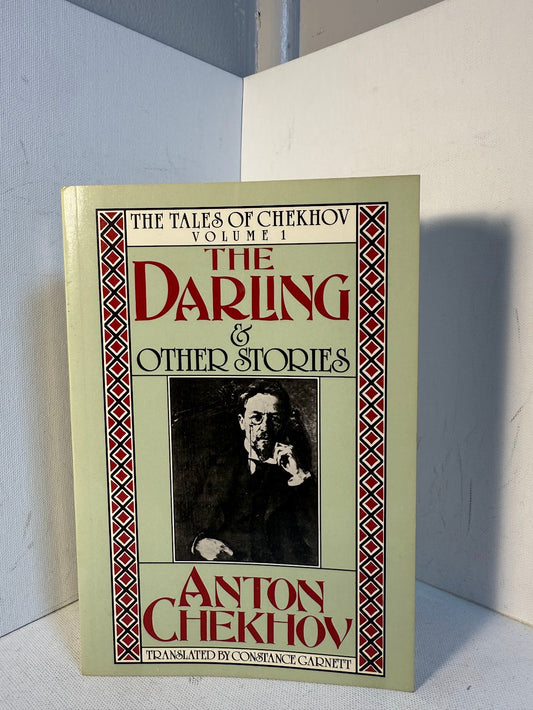 THE TALES OF CHEKHOV
VOLUME 1
THE
DARLING
&
OTHER STORIES
ANTON
CHEKHOV
TRANSLATED BY CONSTANCE GARNETT